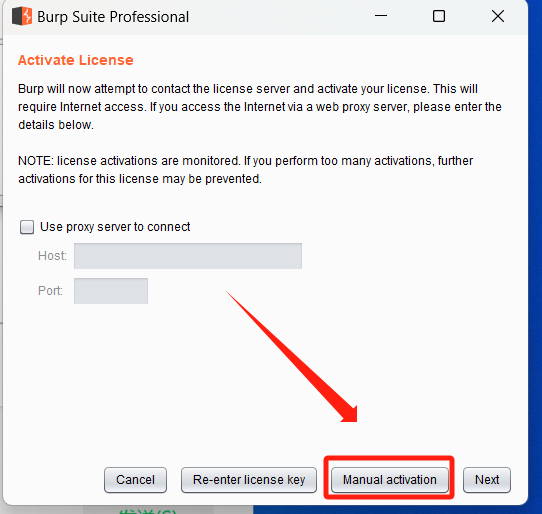 Burp Suite Professional
Activate License
Burp will now attempt to contact the license server and activate your license. This will
require Internet access. If you access the Internet via a web proxy server, please enter the
details below.
NOTE: license activations are monitored. If you perform too many activations, further
activations for this license may be prevented.
Use proxy server to connect
Host:
Port:
Cancel
Re-enter license key
Manual activation
Next